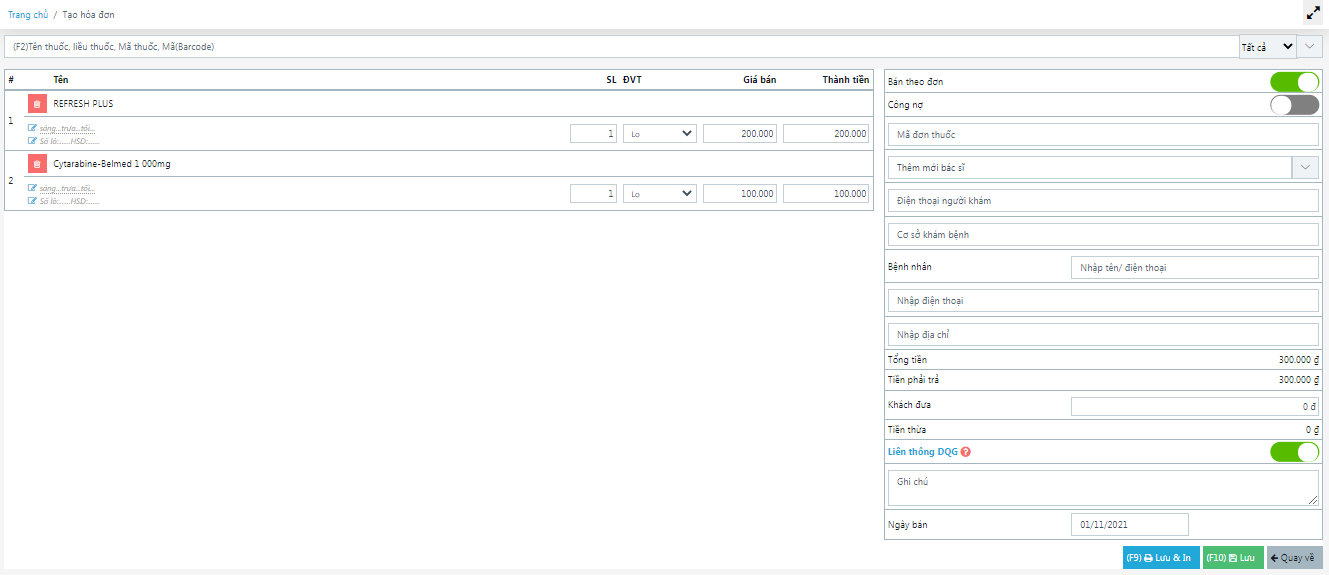 Trang chủ / Tạo hóa đơn
(F2)Tên thuốc, liều thuốc, Mã thuốc, Mã(Barcode)
Tất cả
# Tên SL ĐVT Giá bán Thành tiền
1 REFRESH PLUS
sáng...trưa...tối...
Số lô:......HSD:......
1 Lọ 200.000 200.000
2 Cytarabine-Belmed 1 000mg
sáng...trưa...tối...
Số lô:......HSD:......
1 Lọ 100.000 100.000
Bán theo đơn
Công nợ
Mã đơn thuốc
Thêm mới bác sĩ
Điện thoại người khám
Cơ sở khám bệnh
Bệnh nhân Nhập tên/ điện thoại
Nhập điện thoại
Nhập địa chỉ
Tổng tiền 300.000 ₫
Tiền phải trả 300.000 ₫
Khách đưa 0 đ
Tiền thừa 0 ₫
Liên thông DQG ?
Ghi chú
Ngày bán 01/11/2021
(F9) Lưu & In (F10) Lưu Quay về